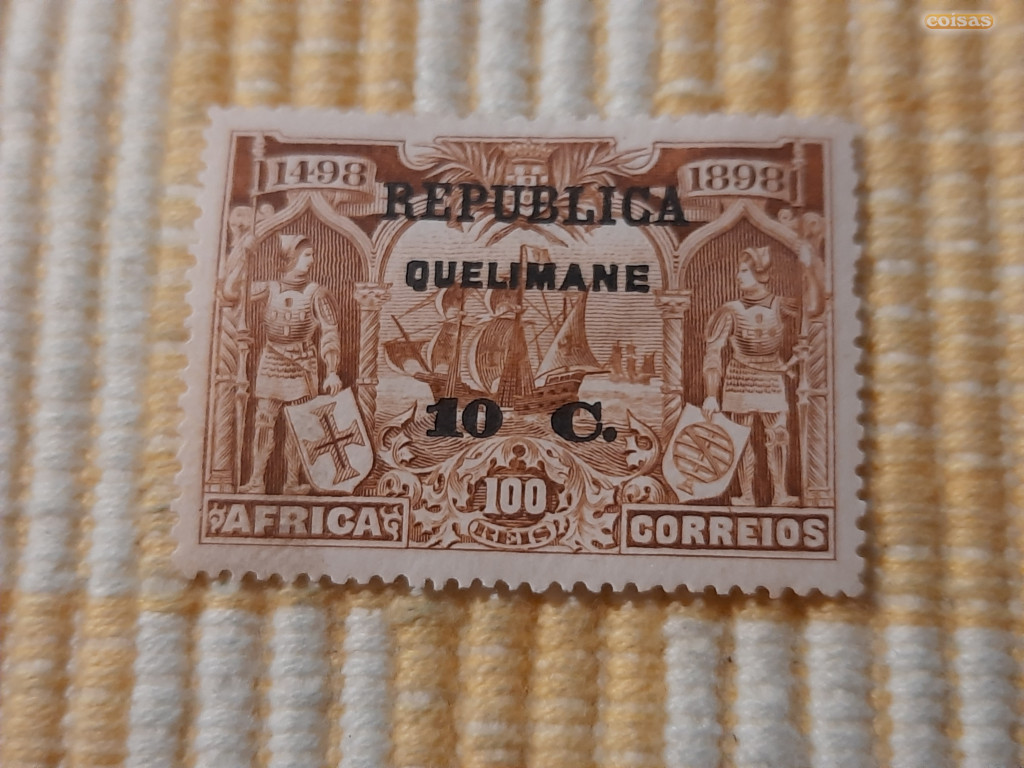 coisas
1498 1898
REPUBLICA
QUELIMANE
10 C.
100
REIS
AFRICA CORREIOS